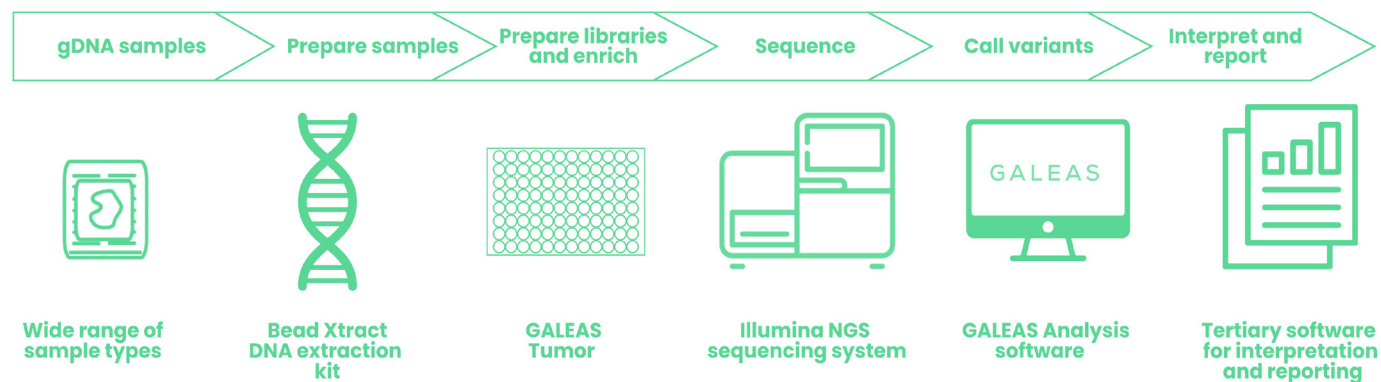 gDNA samples
Prepare samples
Prepare libraries
and enrich
Sequence
Call variants
Interpret and
report
GALEAS
Wide range of
sample types
Bead Xtract
DNA extraction
kit
GALEAS
Tumor
Illumina NGS
sequencing system
GALEAS Analysis
software
Tertiary software
for interpretation
and reporting